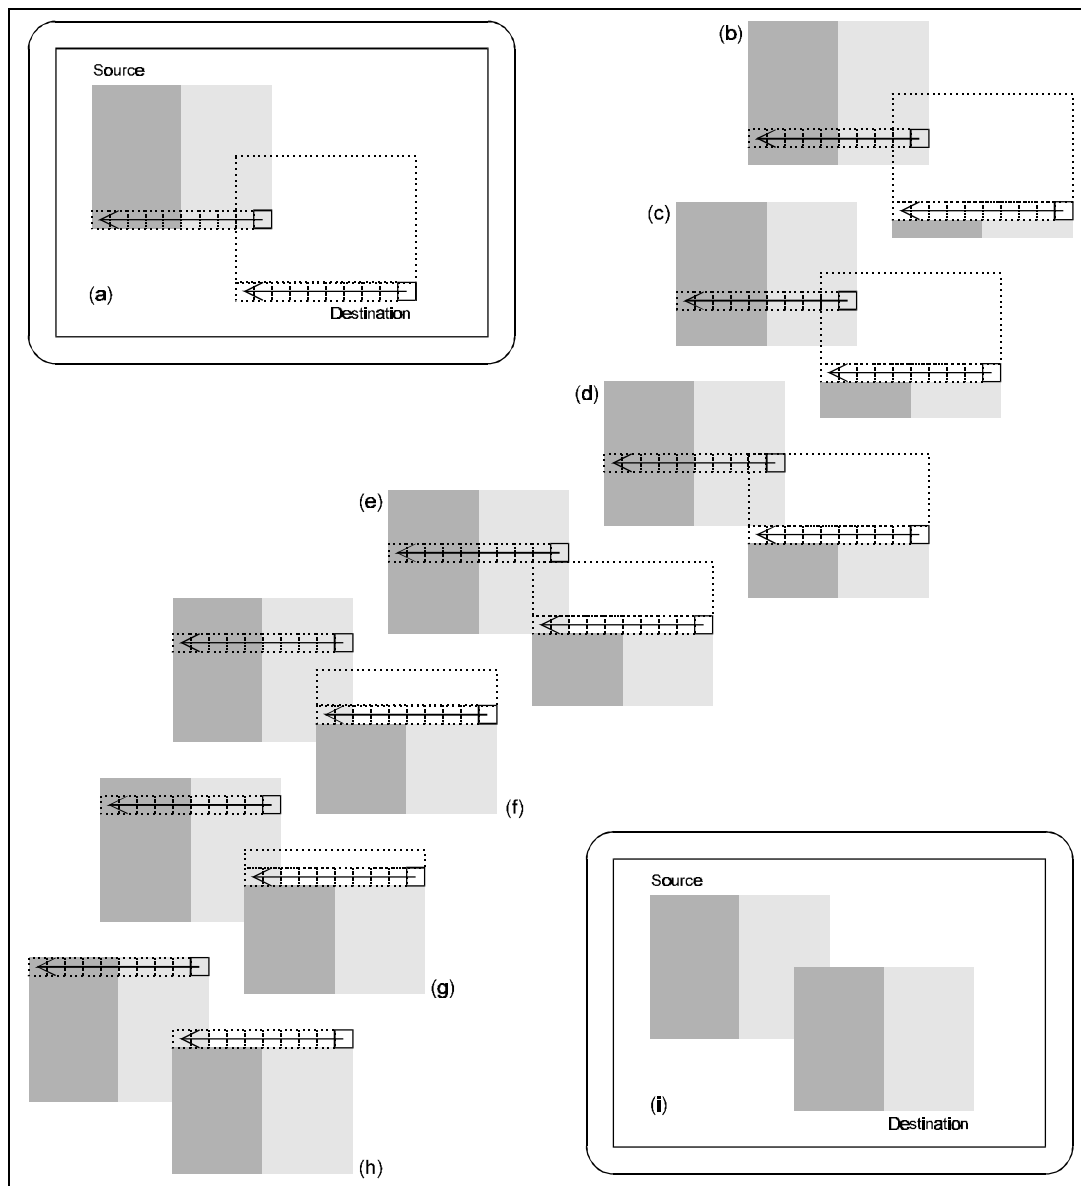 Source
(a)
Destination
(b)
(c)
(d)
(e)
(f)
(g)
(h)
Source
(i)
Destination